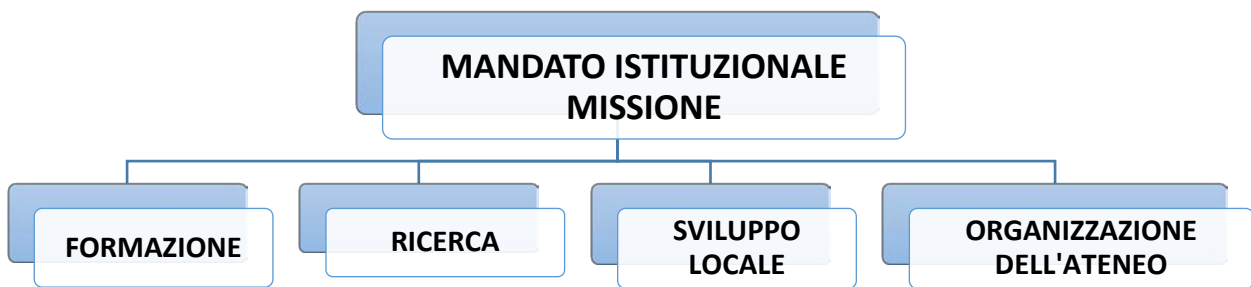 MANDATO ISTITUZIONALE
MISSIONE
FORMAZIONE
RICERCA
SVILUPPO
LOCALE
ORGANIZZAZIONE
DELL'ATENEO